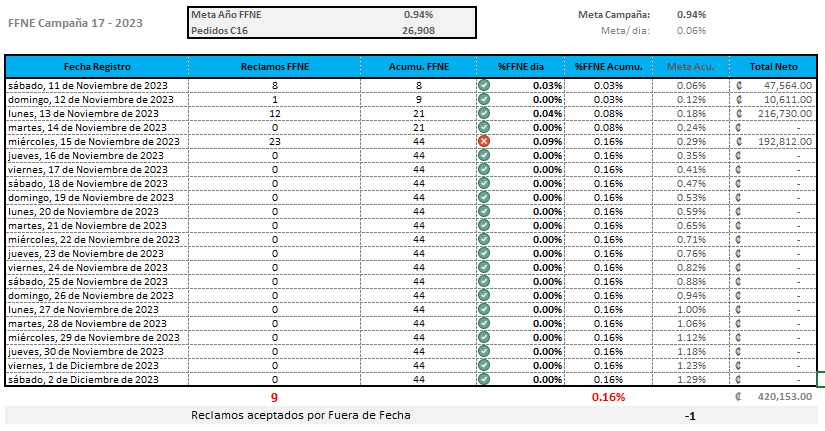 FFNE Campaña 17 - 2023 Meta Año FFNE 0.94% Meta Campaña: 0.94%
Pedidos C16 26,908 Meta/ dia: 0.06%
Fecha Registro Reclamos FFNE Acumu. FFNE %FFNE dia %FFNE Acumu. Meta Acu. Total Neto
sábado, 11 de Noviembre de 2023 8 8 0.03% 0.03% 0.06% ₡ 47,564.00
domingo, 12 de Noviembre de 2023 1 9 0.00% 0.03% 0.12% ₡ 10,611.00
lunes, 13 de Noviembre de 2023 12 21 0.04% 0.08% 0.18% ₡ 216,730.00
martes, 14 de Noviembre de 2023 0 21 0.00% 0.08% 0.24% ₡ -
miércoles, 15 de Noviembre de 2023 23 44 0.09% 0.16% 0.29% ₡ 192,812.00
jueves, 16 de Noviembre de 2023 0 44 0.00% 0.16% 0.35% ₡ -
viernes, 17 de Noviembre de 2023 0 44 0.00% 0.16% 0.41% ₡ -
sábado, 18 de Noviembre de 2023 0 44 0.00% 0.16% 0.47% ₡ -
domingo, 19 de Noviembre de 2023 0 44 0.00% 0.16% 0.53% ₡ -
lunes, 20 de Noviembre de 2023 0 44 0.00% 0.16% 0.59% ₡ -
martes, 21 de Noviembre de 2023 0 44 0.00% 0.16% 0.65% ₡ -
miércoles, 22 de Noviembre de 2023 0 44 0.00% 0.16% 0.71% ₡ -
jueves, 23 de Noviembre de 2023 0 44 0.00% 0.16% 0.76% ₡ -
viernes, 24 de Noviembre de 2023 0 44 0.00% 0.16% 0.82% ₡ -
sábado, 25 de Noviembre de 2023 0 44 0.00% 0.16% 0.88% ₡ -
domingo, 26 de Noviembre de 2023 0 44 0.00% 0.16% 0.94% ₡ -
lunes, 27 de Noviembre de 2023 0 44 0.00% 0.16% 1.00% ₡ -
martes, 28 de Noviembre de 2023 0 44 0.00% 0.16% 1.06% ₡ -
miércoles, 29 de Noviembre de 2023 0 44 0.00% 0.16% 1.12% ₡ -
jueves, 30 de Noviembre de 2023 0 44 0.00% 0.16% 1.18% ₡ -
viernes, 1 de Diciembre de 2023 0 44 0.00% 0.16% 1.23% ₡ -
sábado, 2 de Diciembre de 2023 0 44 0.00% 0.16% 1.29% ₡ -
9 0.16% ₡ 420,153.00
Reclamos aceptados por Fuera de Fecha -1